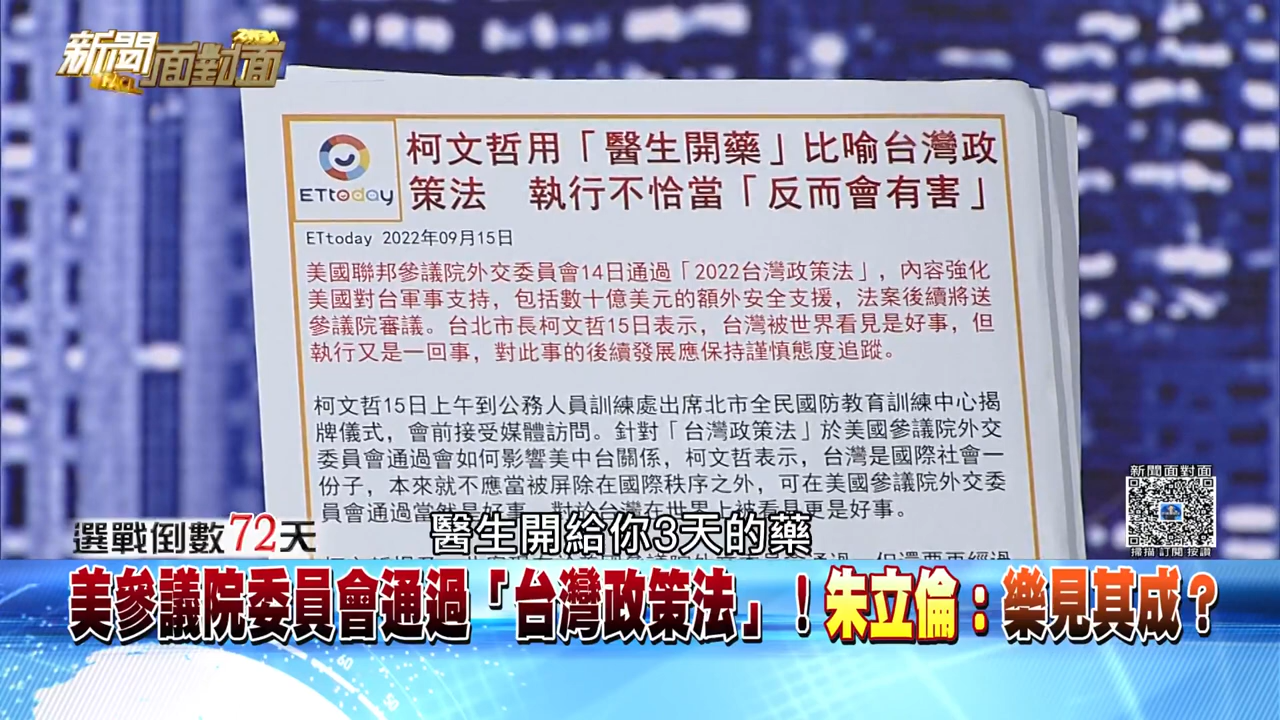 新聞面對面
柯文哲用「醫生開藥」比喻台灣政
策法 執行不恰當「反而會有害」
ETtoday
ETtoday 2022年09月15日
美國聯邦參議院外交委員會14日通過「2022台灣政策法」，內容強化
美國對台軍事支持，包括數十億美元的額外安全支援，法案後續將送
參議院審議。台北市長柯文哲15日表示，台灣被世界看見是好事，但
執行又是一回事，對此事的後續發展應保持謹慎態度追蹤。
柯文哲15日上午到公務人員訓練處出席北市全民國防教育訓練中心揭
牌儀式，會前接受媒體訪問。針對「台灣政策法」於美國參議院外交
委員會通過會如何影響美中台關係，柯文哲表示，台灣是國際社會一
份子，本來就不應當被屏除在國際秩序之外，可在美國參議院外交委
員會通過當然是好事，對於台灣在世界上被看見更是好事。
新聞面對面
掃描 訂閱 按讚
選戰倒數72天
醫生開給你3天的藥
美參議院委員會通過「台灣政策法」！朱立倫：樂見其成？
60